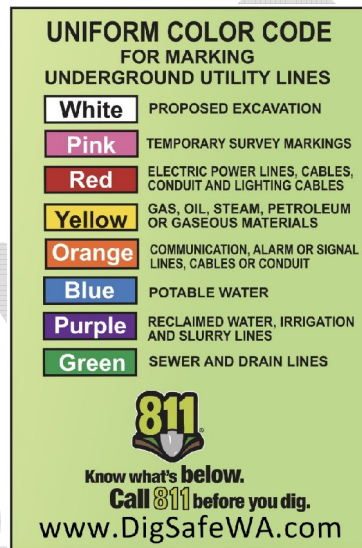 UNIFORM COLOR CODE
FOR MARKING
UNDERGROUND UTILITY LINES
White PROPOSED EXCAVATION
Pink TEMPORARY SURVEY MARKINGS
Red ELECTRIC POWER LINES, CABLES,
CONDUIT AND LIGHTING CABLES
Yellow GAS, OIL, STEAM, PETROLEUM
OR GASEOUS MATERIALS
Orange COMMUNICATION, ALARM OR SIGNAL
LINES, CABLES OR CONDUIT
Blue POTABLE WATER
Purple RECLAIMED WATER, IRRIGATION
AND SLURRY LINES
Green SEWER AND DRAIN LINES
811
Know what's below.
Call 811 before you dig.
www.DigSafeWA.com